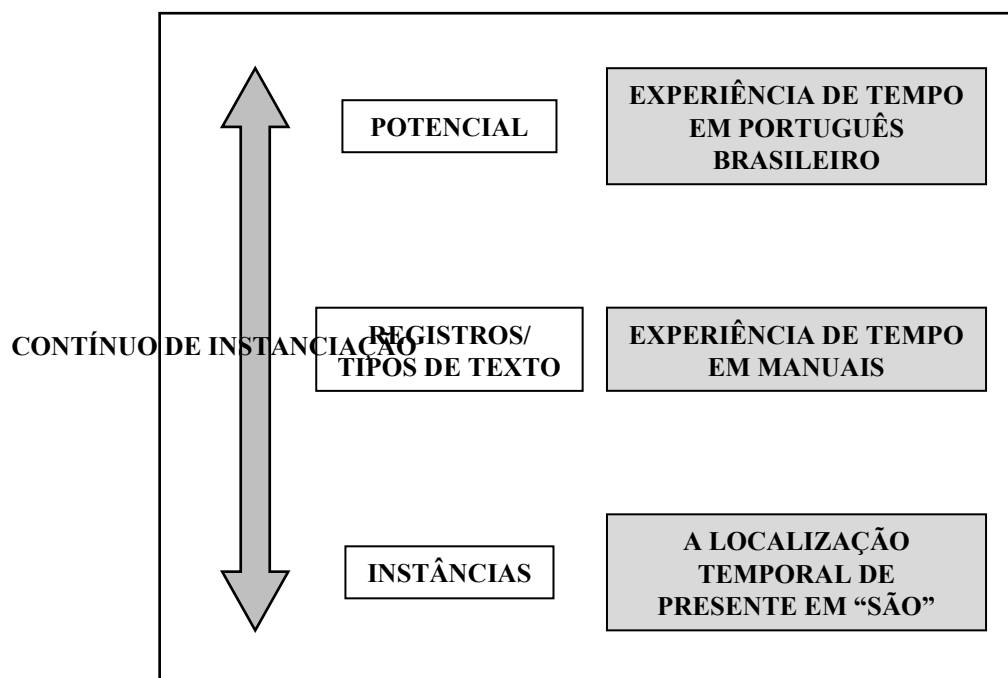 POTENCIAL
EXPERIÊNCIA DE TEMPO
EM PORTUGUÊS
BRASILEIRO
CONTÍNUO DE INSTANCIAÇÃO
REGISTROS/
TIPOS DE TEXTO
EXPERIÊNCIA DE TEMPO
EM MANUAIS
INSTÂNCIAS
A LOCALIZAÇÃO
TEMPORAL DE
PRESENTE EM “SÃO”